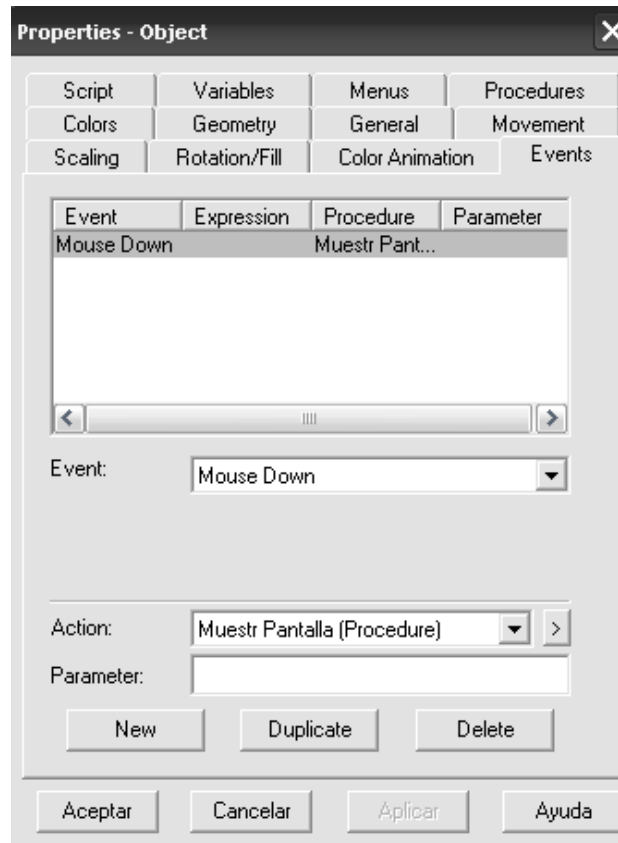 Properties - Object
Script Variables Menus Procedures
Colors Geometry General Movement
Scaling Rotation/Fill Color Animation Events
Event Expression Procedure Parameter
Mouse Down Muestr Pant...
Event: Mouse Down
Action: Muestr Pantalla (Procedure) >
Parameter:
New Duplicate Delete
Aceptar Cancelar Aplicar Ayuda